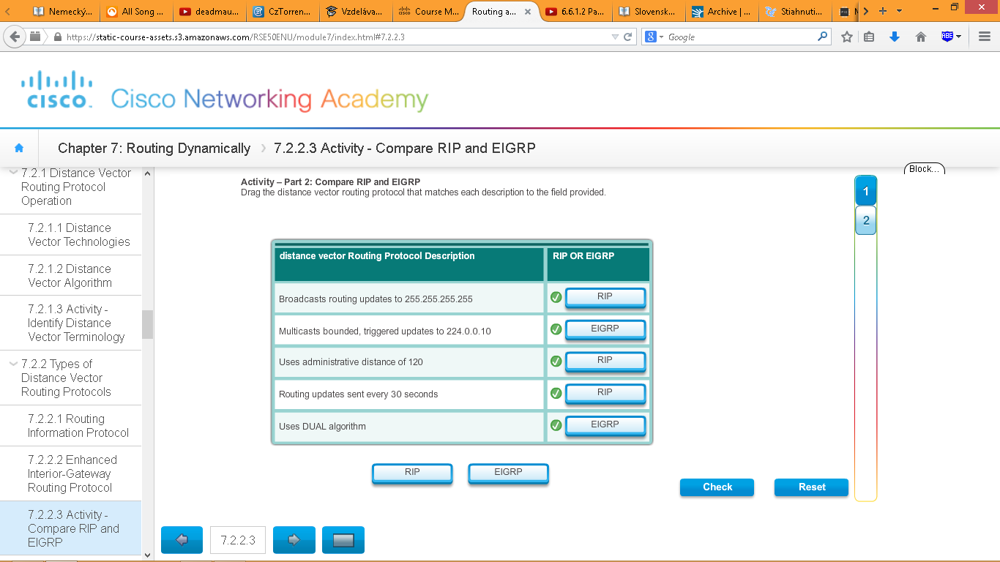 Nemecký...
All Song ...
deadmau...
CzTorren...
Vzdeláva...
Course M...
Routing a...
6.6.1.2 Pa...
Slovensk...
Archive | ...
Stiahnuti...
https://static-course-assets.s3.amazonaws.com/RSE50ENU/module7/index.html#7.2.2.3
Google
ABE
CISCO
Cisco Networking Academy
Chapter 7: Routing Dynamically
7.2.2.3 Activity - Compare RIP and EIGRP
Block...
7.2.1 Distance Vector
Routing Protocol
Operation
7.2.1.1 Distance
Vector Technologies
7.2.1.2 Distance
Vector Algorithm
7.2.1.3 Activity -
Identify Distance
Vector Terminology
7.2.2 Types of
Distance Vector
Routing Protocols
7.2.2.1 Routing
Information Protocol
7.2.2.2 Enhanced
Interior-Gateway
Routing Protocol
7.2.2.3 Activity -
Compare RIP and
EIGRP
Activity – Part 2: Compare RIP and EIGRP
Drag the distance vector routing protocol that matches each description to the field provided.
distance vector Routing Protocol Description RIP OR EIGRP
Broadcasts routing updates to 255.255.255.255 RIP
Multicasts bounded, triggered updates to 224.0.0.10 EIGRP
Uses administrative distance of 120 RIP
Routing updates sent every 30 seconds RIP
Uses DUAL algorithm EIGRP
RIP EIGRP
Check Reset
1
2
7.2.2.3